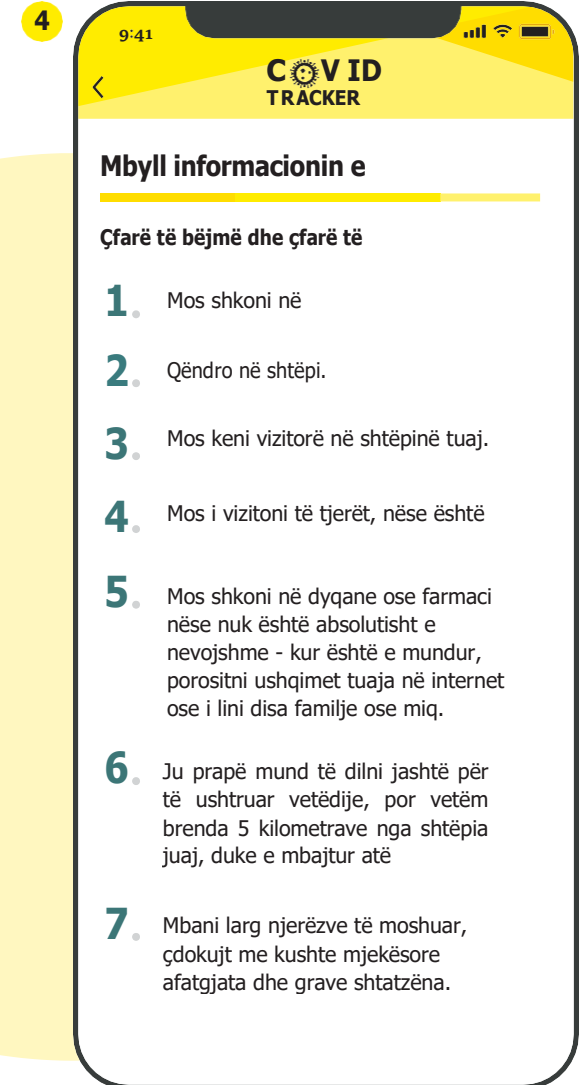 4
9:41
COVID
TRACKER
Mbyll informacionin e
Çfarë të bëjmë dhe çfarë të
1. Mos shkoni në
2. Qëndro në shtëpi.
3. Mos keni vizitorë në shtëpinë tuaj.
4. Mos i vizitoni të tjerët, nëse është
5. Mos shkoni në dyqane ose farmaci
nëse nuk është absolutisht e
nevojshme - kur është e mundur,
porositni ushqimet tuaja në internet
ose i lini disa familje ose miq.
6. Ju prapë mund të dilni jashtë për
të ushtruar vetëdije, por vetëm
brenda 5 kilometrave nga shtëpia
juaj, duke e mbajtur atë
7. Mbani larg njerëzve të moshuar,
çdokujt me kushte mjekësore
afatgjata dhe grave shtatzëna.